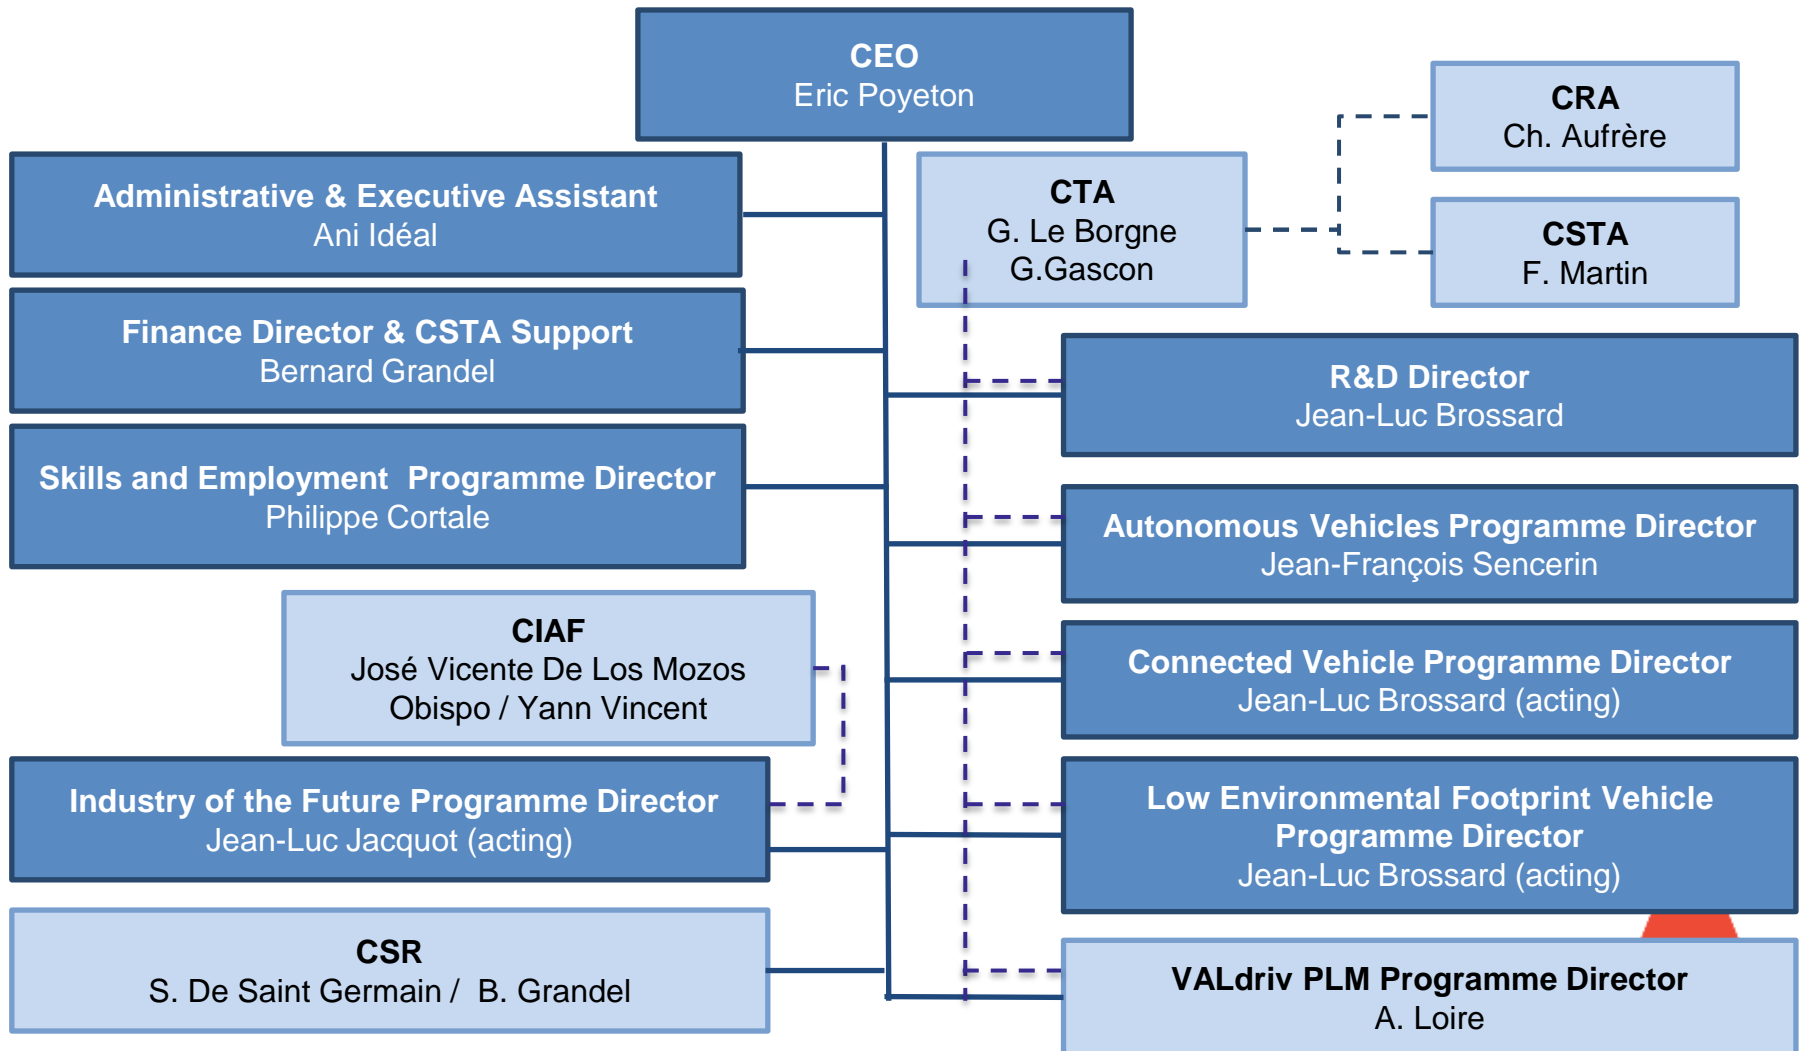 CEO
Eric Poyeton
CRA
Ch. Aufrère
Administrative & Executive Assistant
Ani Idéal
CTA
G. Le Borgne
G.Gascon
CSTA
F. Martin
Finance Director & CSTA Support
Bernard Grandel
R&D Director
Jean-Luc Brossard
Skills and Employment  Programme Director
Philippe Cortale
Autonomous Vehicles Programme Director
Jean-François Sencerin
CIAF
José Vicente De Los Mozos
Obispo / Yann Vincent
Connected Vehicle Programme Director
Jean-Luc Brossard (acting)
Industry of the Future Programme Director
Jean-Luc Jacquot (acting)
Low Environmental Footprint Vehicle
Programme Director
Jean-Luc Brossard (acting)
CSR
S. De Saint Germain /  B. Grandel
VALdriv PLM Programme Director
A. Loire